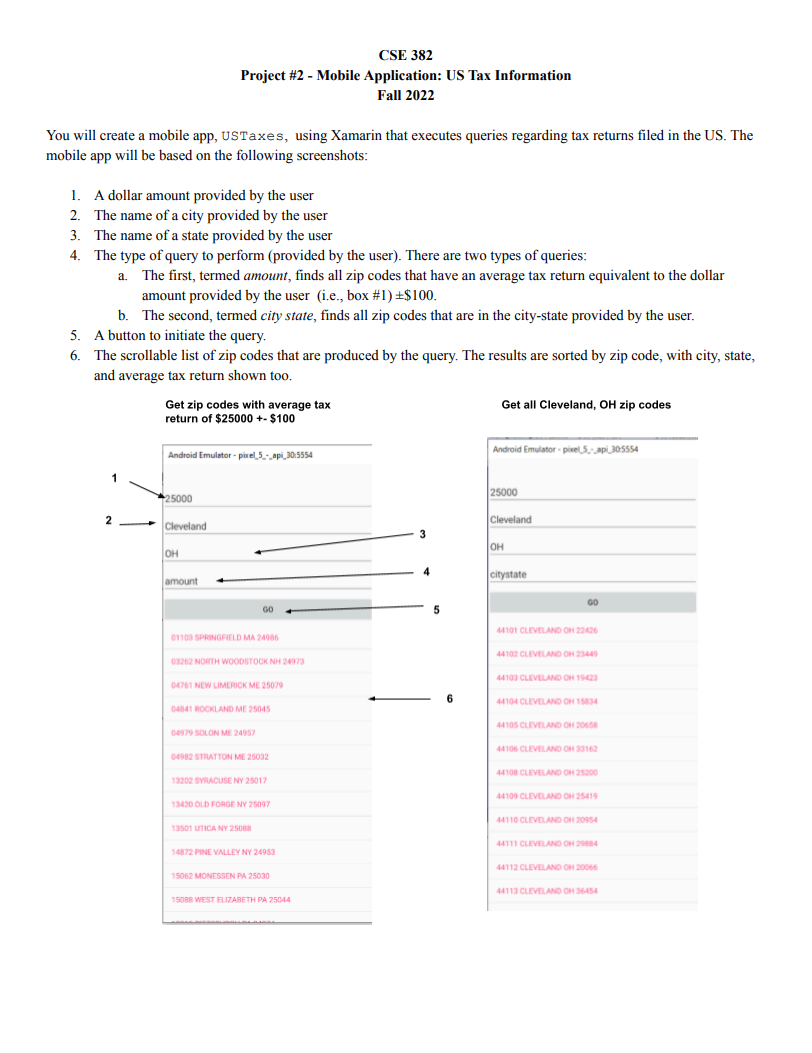 CSE 382
Project #2 - Mobile Application: US Tax Information
Fall 2022
You will create a mobile app, USTaxes, using Xamarin that executes queries regarding tax returns filed in the US. The
mobile app will be based on the following screenshots:
1. A dollar amount provided by the user
2. The name of a city provided by the user
3. The name of a state provided by the user
4. The type of query to perform (provided by the user). There are two types of queries:
a. The first, termed amount, finds all zip codes that have an average tax return equivalent to the dollar
amount provided by the user (i.e., box #1) ±$100.
b. The second, termed city state, finds all zip codes that are in the city-state provided by the user.
5. A button to initiate the query.
6. The scrollable list of zip codes that are produced by the query. The results are sorted by zip code, with city, state,
and average tax return shown too.
Get zip codes with average tax
return of $25000 +- $100
Android Emulator - pixel_5_-_api_30:5554
1
25000
2
Cleveland
3
OH
4
amount
GO
5
01103 SPRINGFIELD MA 24986
03262 NORTH WOODSTOCK NH 24973
04761 NEW LIMERICK ME 25079
6
04841 ROCKLAND ME 25045
04979 SOLON ME 24957
04982 STRATTON ME 25032
13202 SYRACUSE NY 25017
13420 OLD FORGE NY 25097
13501 UTICA NY 25088
14872 PINE VALLEY NY 24953
15062 MONESSEN PA 25030
15088 WEST ELIZABETH PA 25044
Get all Cleveland, OH zip codes
Android Emulator - pixel_5_-_api_30:5554
25000
Cleveland
OH
citystate
GO
44101 CLEVELAND OH 22426
44102 CLEVELAND OH 23449
44103 CLEVELAND OH 19423
44104 CLEVELAND OH 15834
44105 CLEVELAND OH 20658
44106 CLEVELAND OH 33162
44108 CLEVELAND OH 25200
44109 CLEVELAND OH 25419
44110 CLEVELAND OH 20954
44111 CLEVELAND OH 29884
44112 CLEVELAND OH 20066
44113 CLEVELAND OH 36454